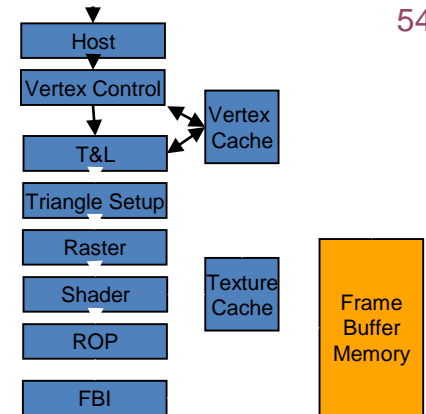 54
Host
Vertex Control
Vertex
Cache
T&L
Triangle Setup
Raster
Texture
Cache
Shader
Frame
Buffer
Memory
ROP
FBI